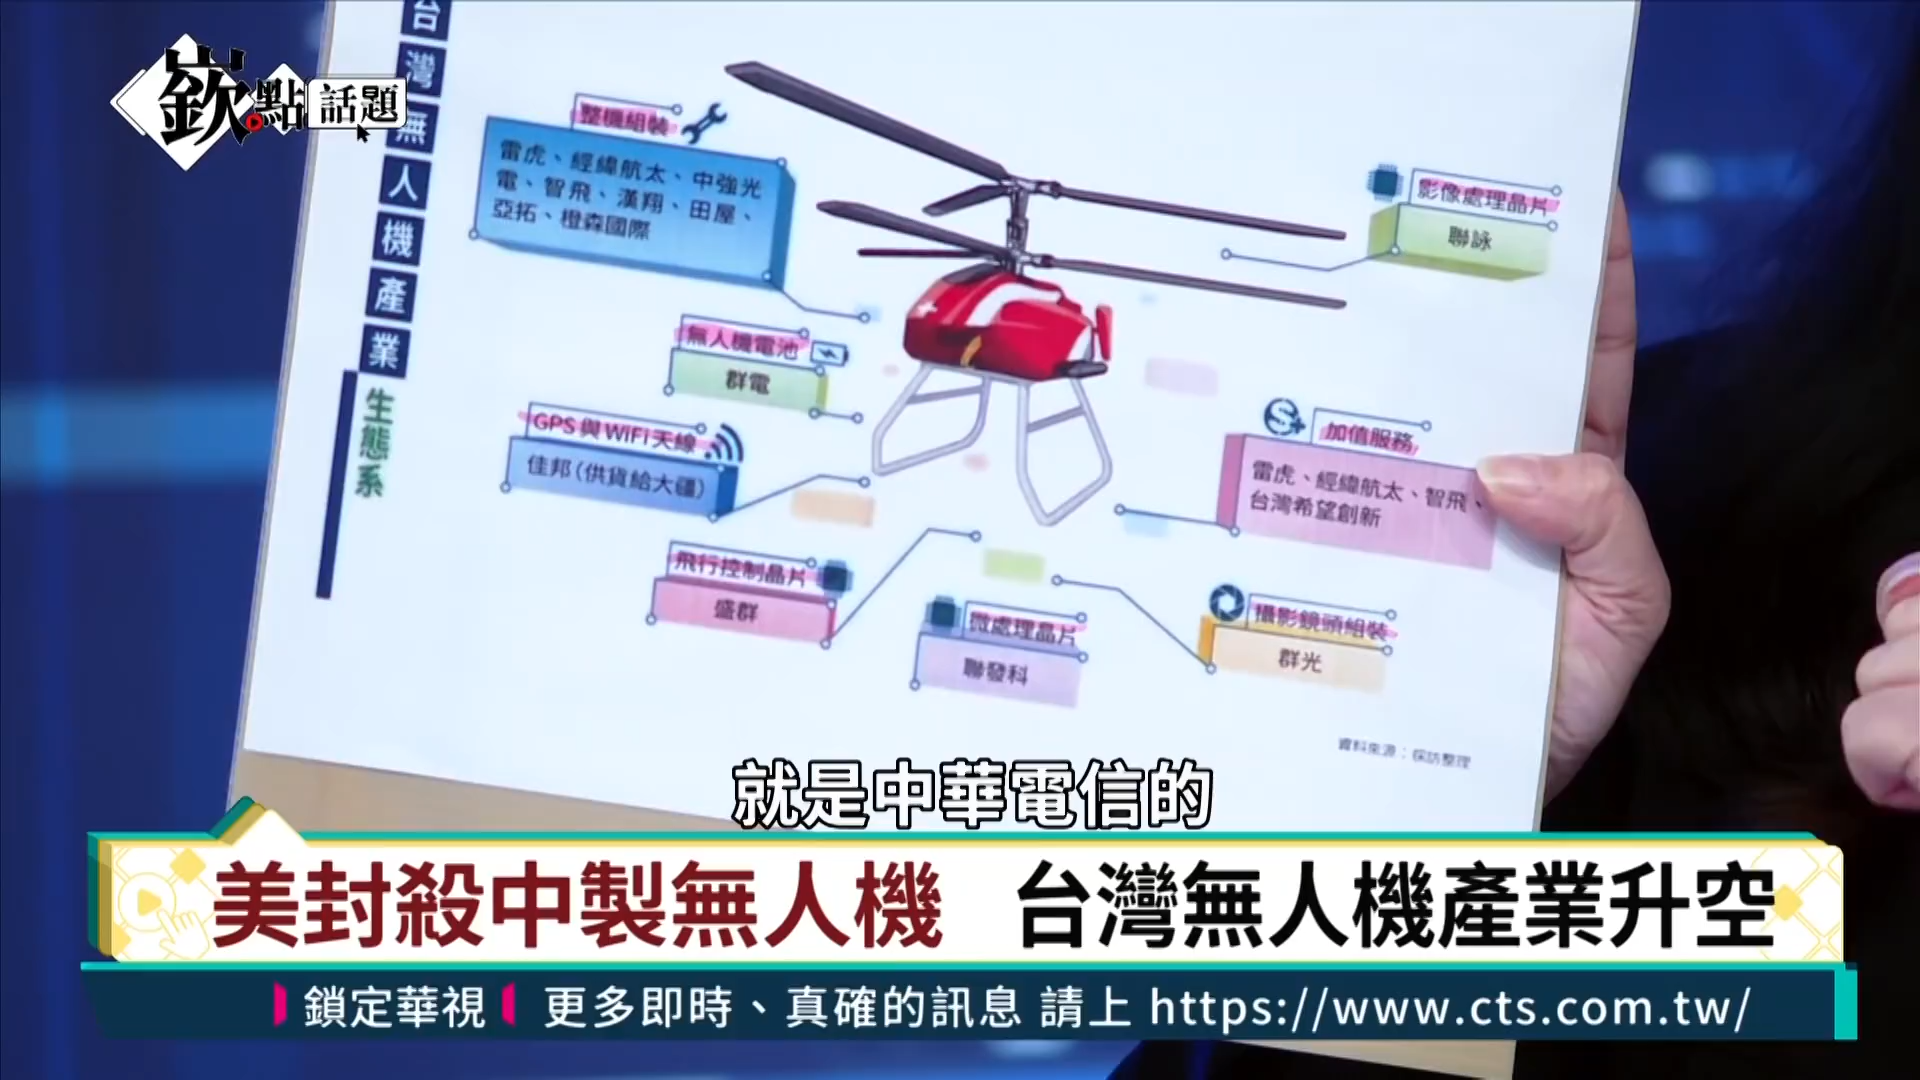 欽點話題
台灣無人機產業
生態系
整機組裝
雷虎、經緯航太、中強光
電、智飛、漢翔、田屋、
亞拓、橙森國際
影像處理晶片
聯詠
無人機電池
群電
GPS與WiFi天線
佳邦(供貨給大疆)
加值服務
雷虎、經緯航太、智飛、
台灣希望創新
飛行控制晶片
盛群
微處理晶片
聯發科
攝影鏡頭組裝
群光
資料來源：採訪整理
就是中華電信的
美封殺中製無人機 台灣無人機產業升空
鎖定華視 更多即時、真確的訊息 請上 https://www.cts.com.tw/